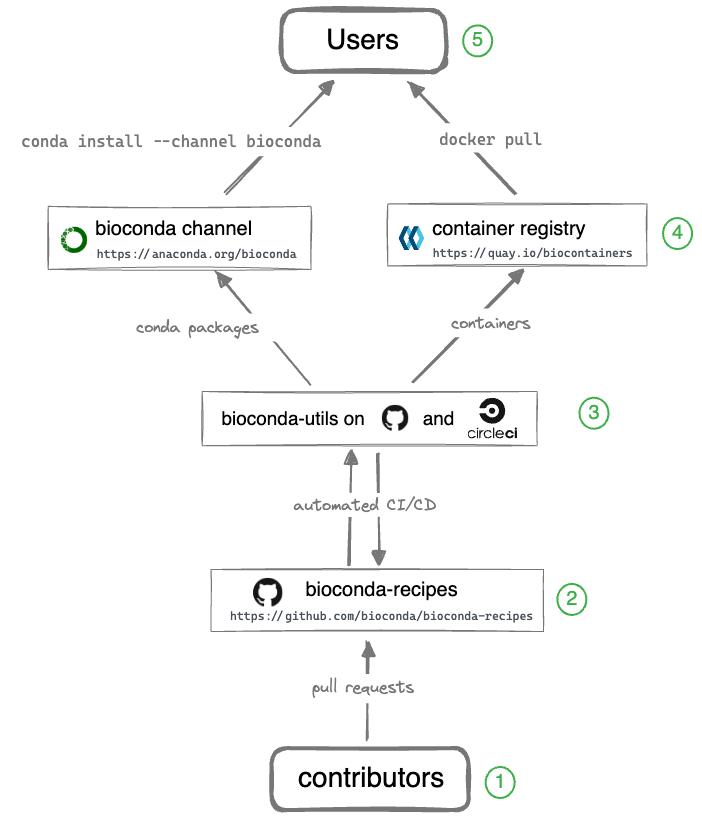 Users
5
conda install --channel bioconda
docker pull
bioconda channel
https://anaconda.org/bioconda
container registry
https://quay.io/biocontainers
4
conda packages
containers
bioconda-utils on and circleci
3
automated CI/CD
bioconda-recipes
https://github.com/bioconda/bioconda-recipes
2
pull requests
contributors
1